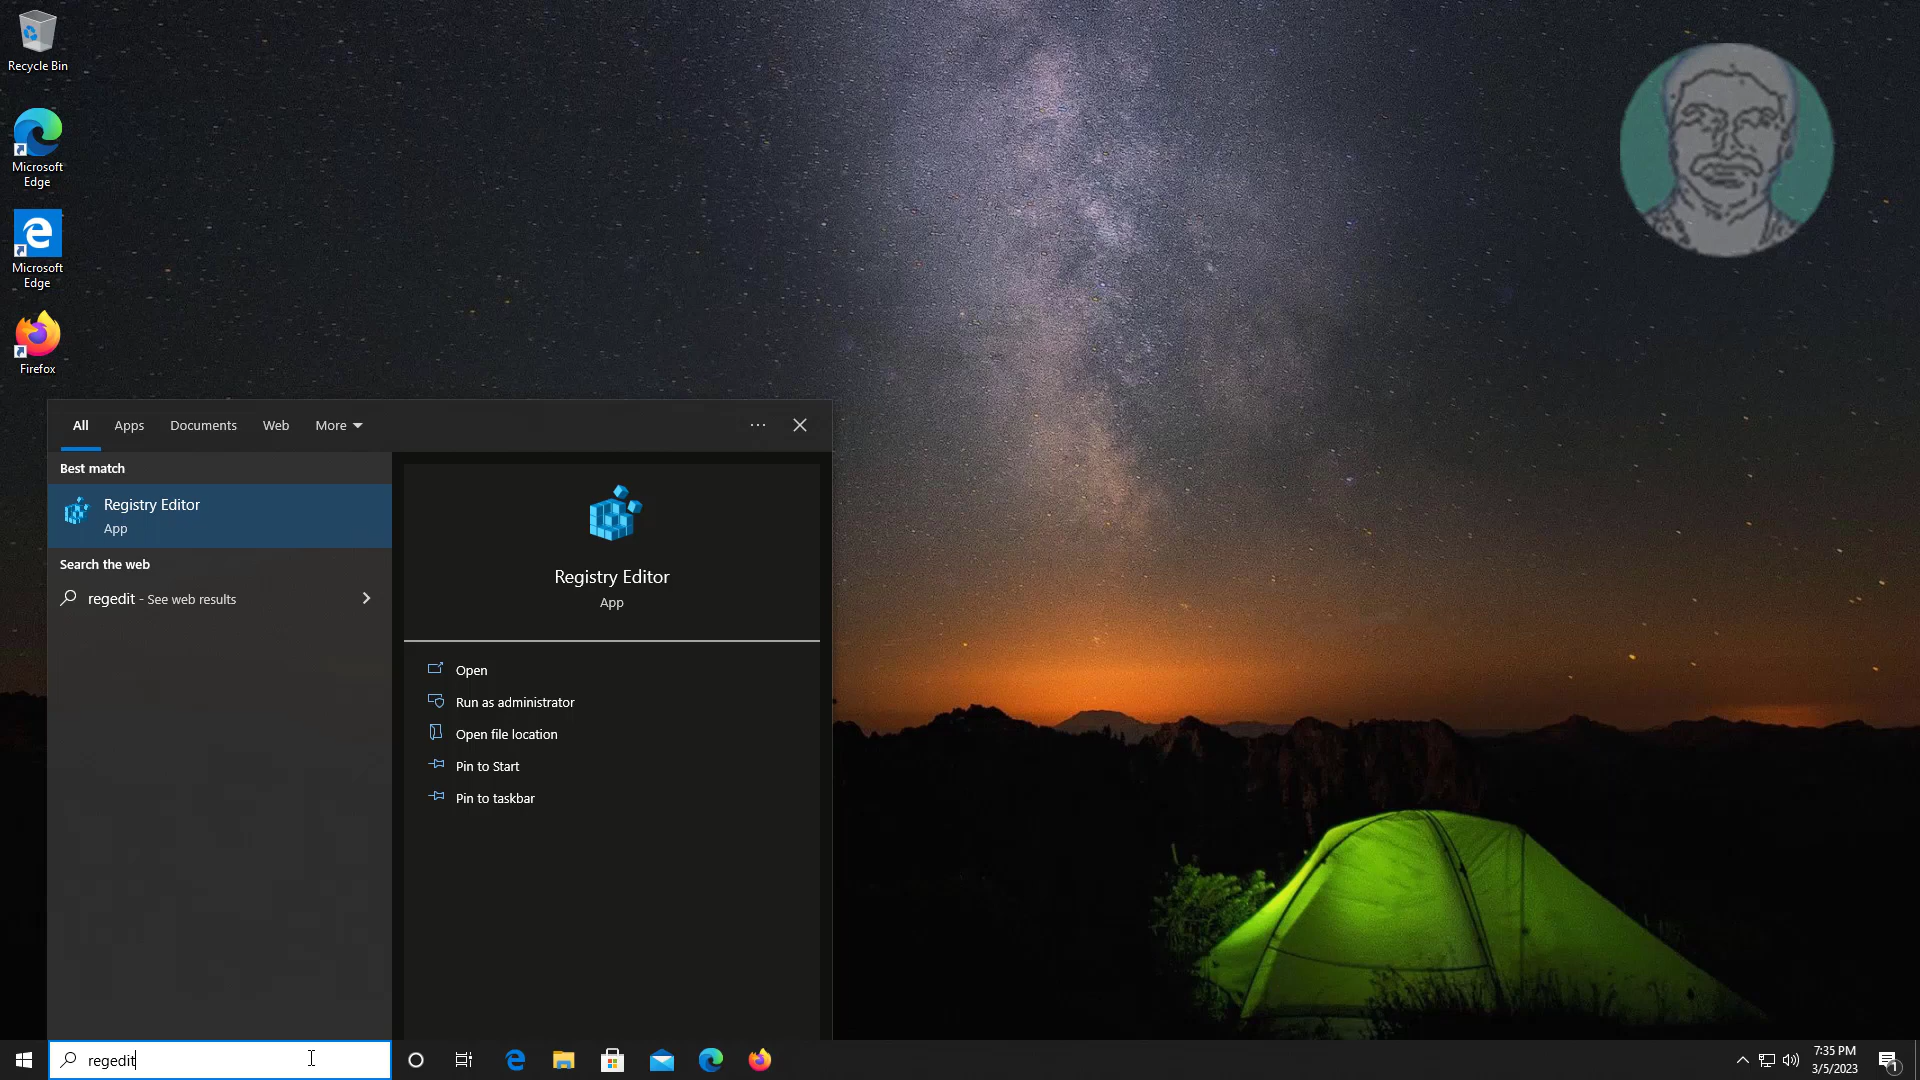 Recycle Bin
Microsoft
Edge
Microsoft
Edge
Firefox
All Apps Documents Web More
Best match
Registry Editor
App
Search the web
regedit - See web results
Registry Editor
App
Open
Run as administrator
Open file location
Pin to Start
Pin to taskbar
regedit
7:35 PM
3/5/2023
1